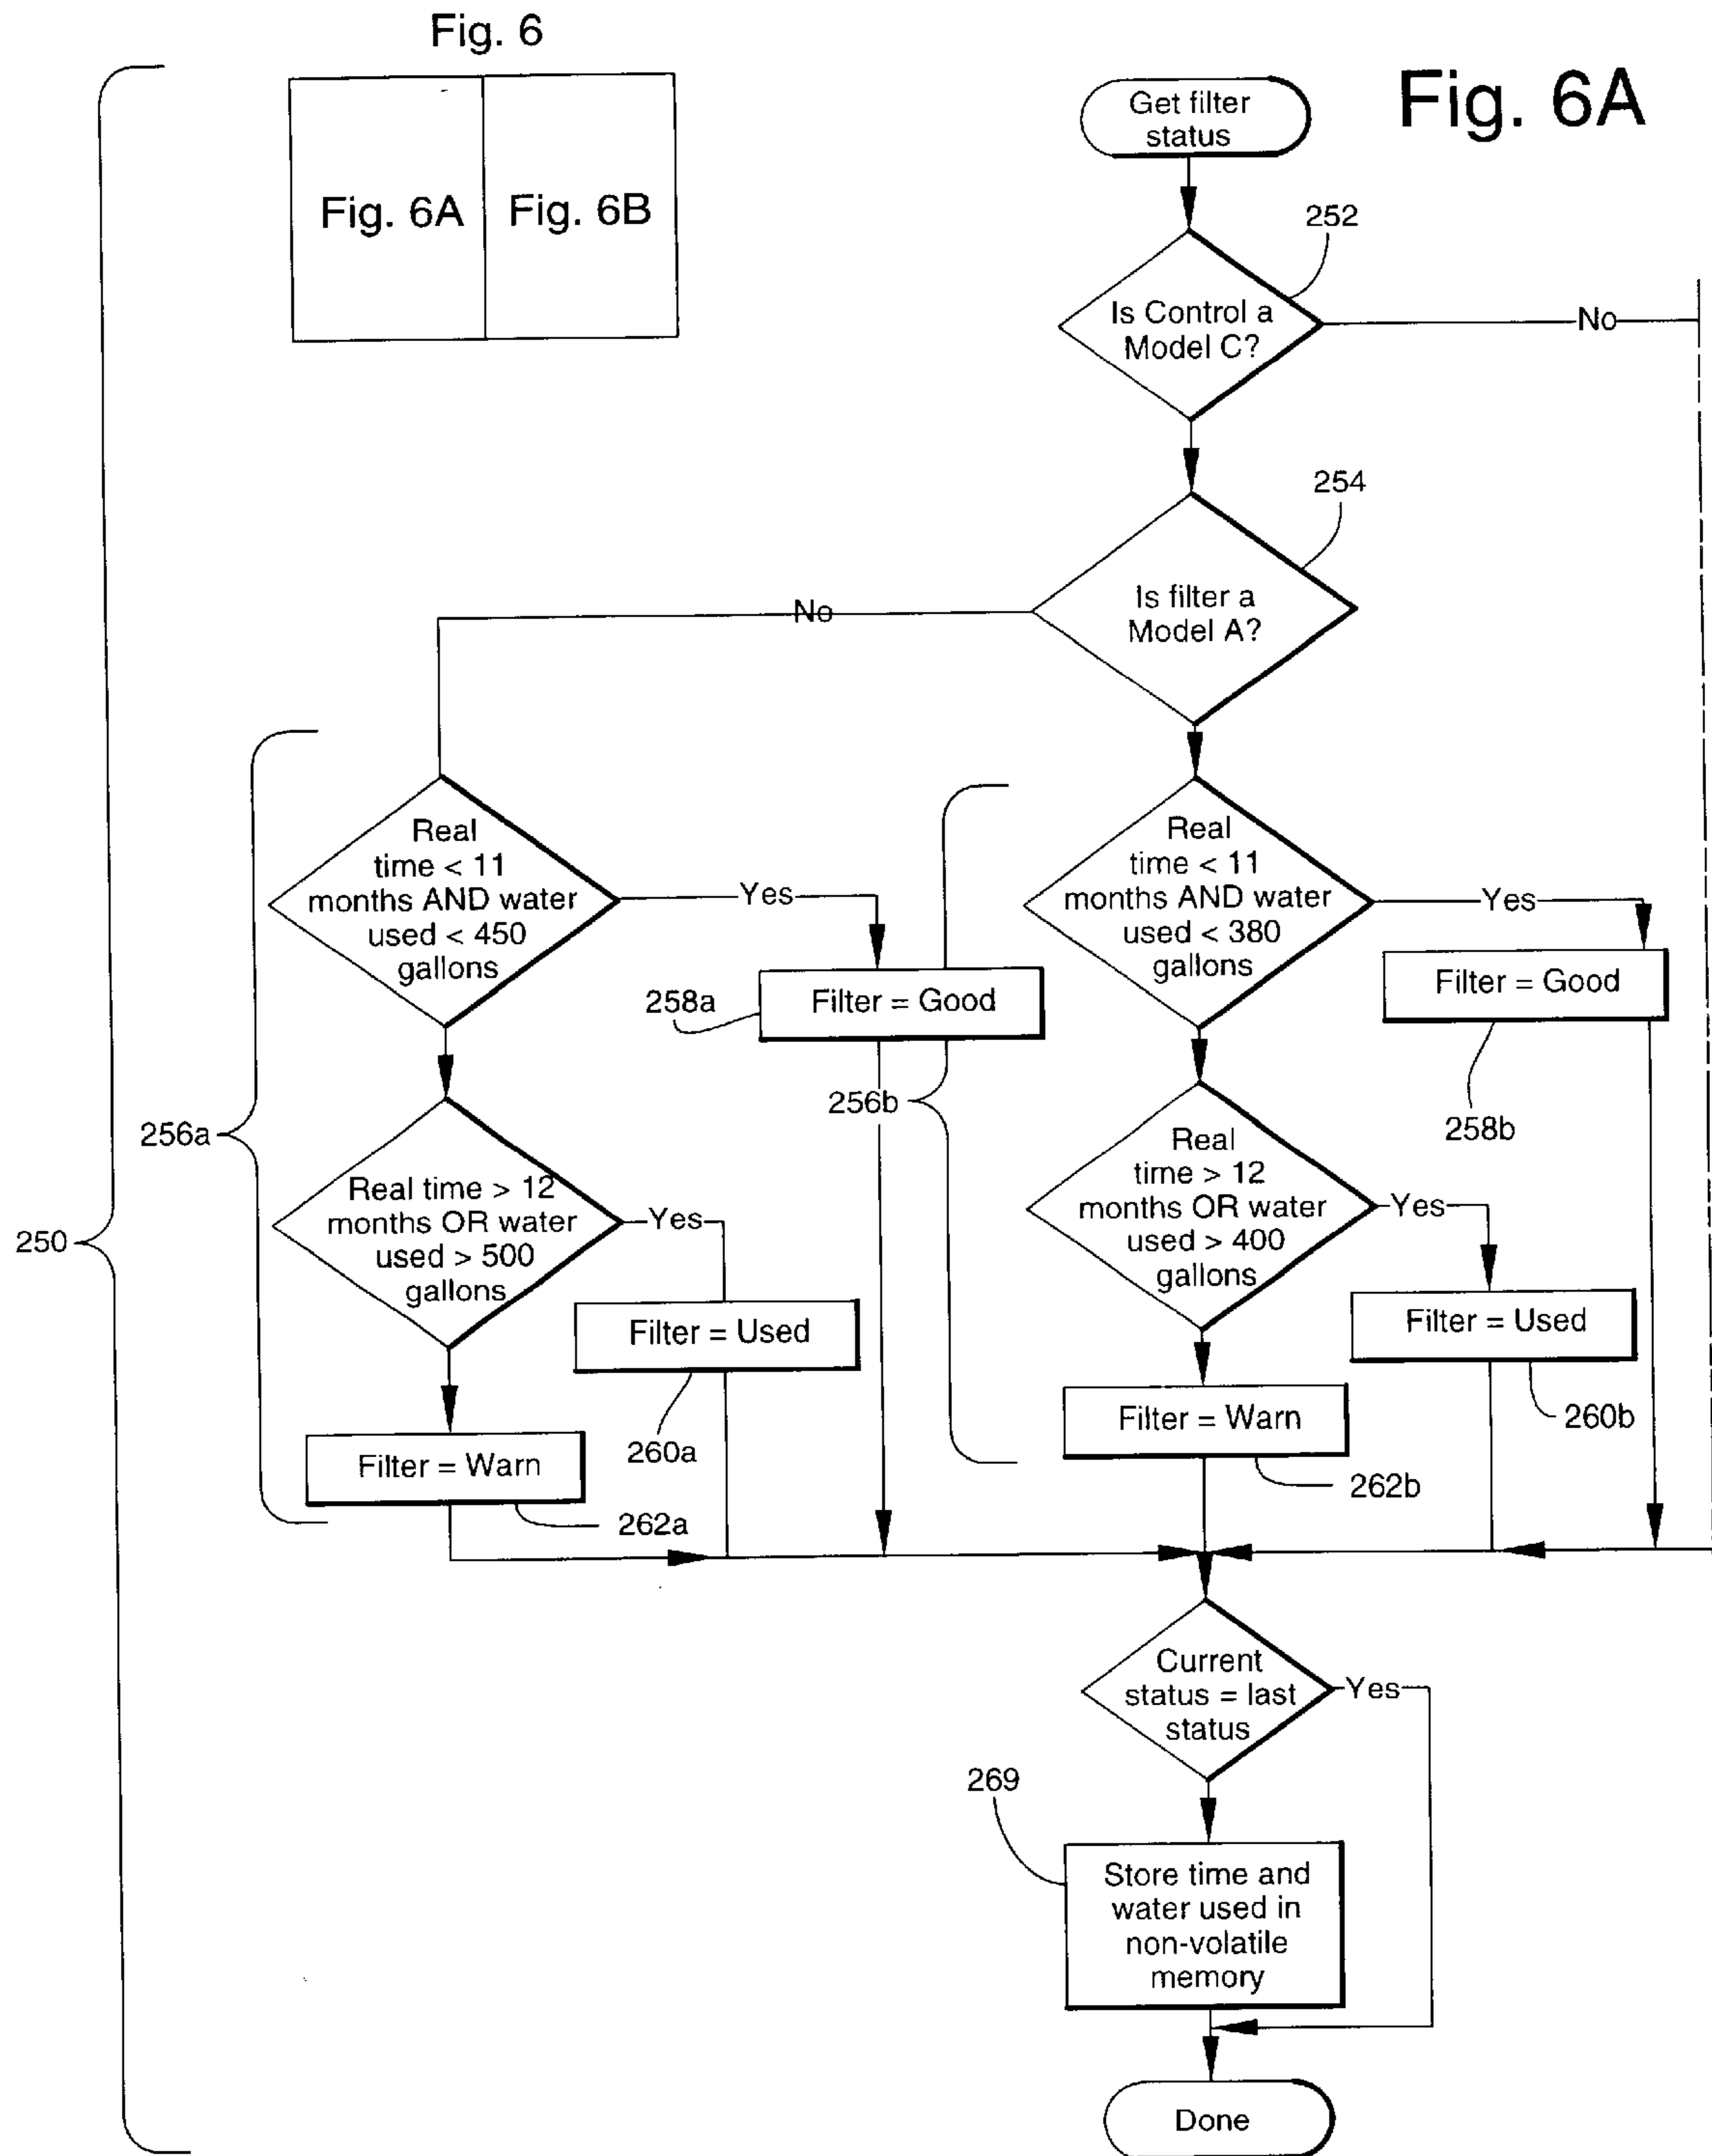 Fig. 6
Fig. 6A
Fig. 6B
Fig. 6A
Get filter
status
252
Is Control a
Model C?
No
254
Is filter a
Model A?
No
Real
time < 11
months AND water
used < 450
gallons
Yes
258a
Filter = Good
Real
time < 11
months AND water
used < 380
gallons
Yes
Filter = Good
258b
256a
256b
250
Real time > 12
months OR water
used > 500
gallons
Yes
Filter = Used
260a
Filter = Warn
262a
Real
time > 12
months OR water
used > 400
gallons
Yes
Filter = Used
260b
Filter = Warn
262b
Current
status = last
status
Yes
269
Store time and
water used in
non-volatile
memory
Done